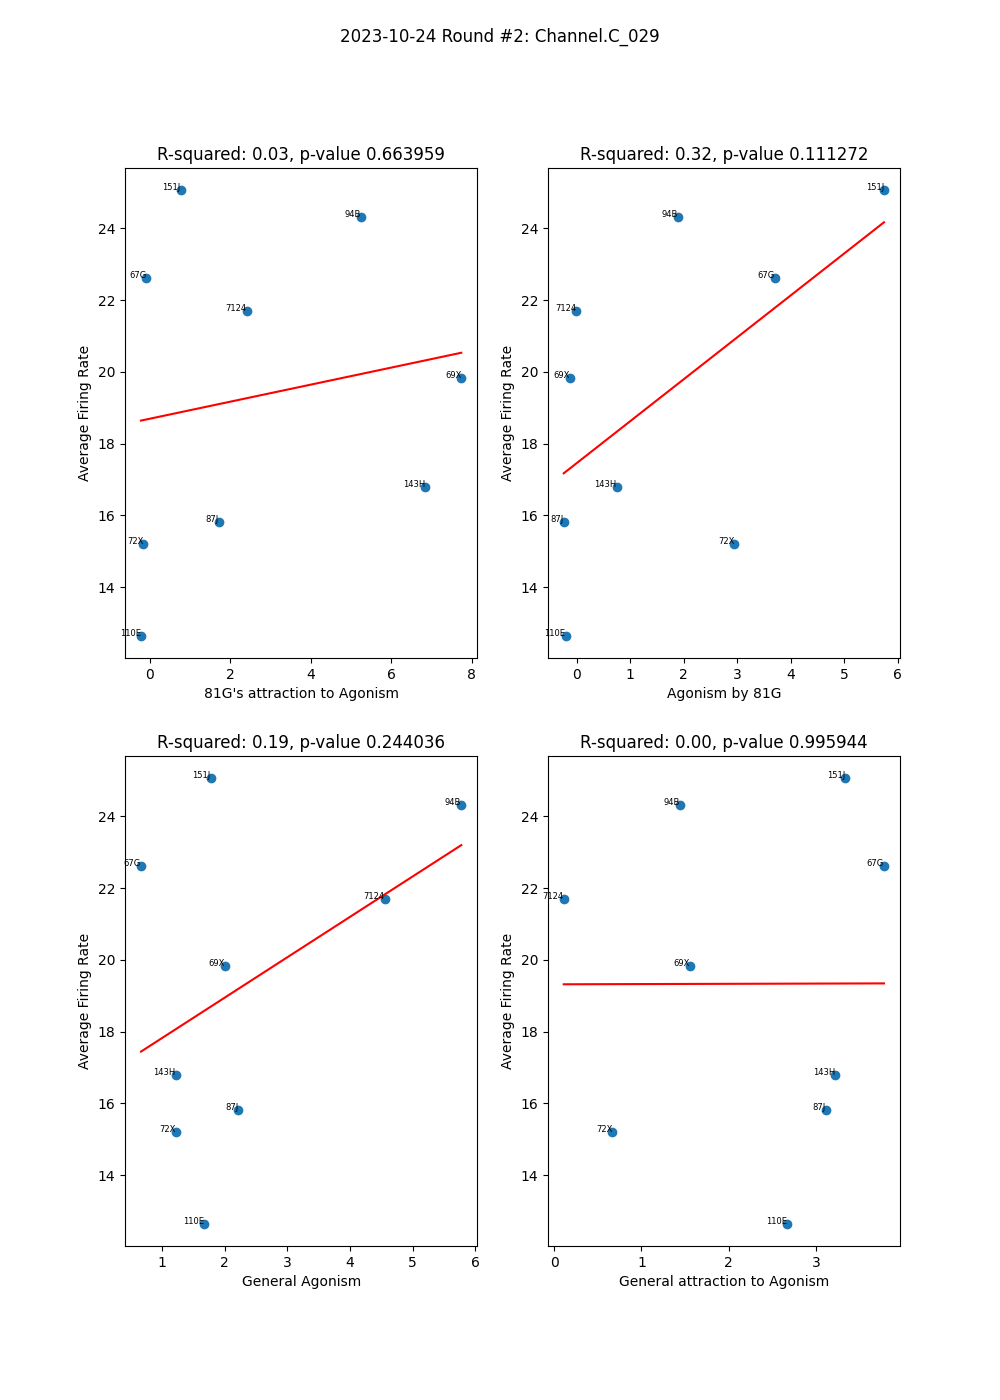 2023-10-24 Round #2: Channel.C_029
R-squared: 0.03, p-value 0.663959
151J
94B
67G
7124
69X
143H
87J
72X
110E
24
22
20
18
16
14
Average Firing Rate
0 2 4 6 8
81G's attraction to Agonism
R-squared: 0.32, p-value 0.111272
151J
94B
67G
7124
69X
143H
87J
72X
110E
24
22
20
18
16
14
Average Firing Rate
0 1 2 3 4 5 6
Agonism by 81G
R-squared: 0.19, p-value 0.244036
151J
94B
67G
7124
69X
143H
87J
72X
110E
24
22
20
18
16
14
Average Firing Rate
1 2 3 4 5 6
General Agonism
R-squared: 0.00, p-value 0.995944
151J
94B
67G
7124
69X
143H
87J
72X
110E
24
22
20
18
16
14
Average Firing Rate
0 1 2 3
General attraction to Agonism